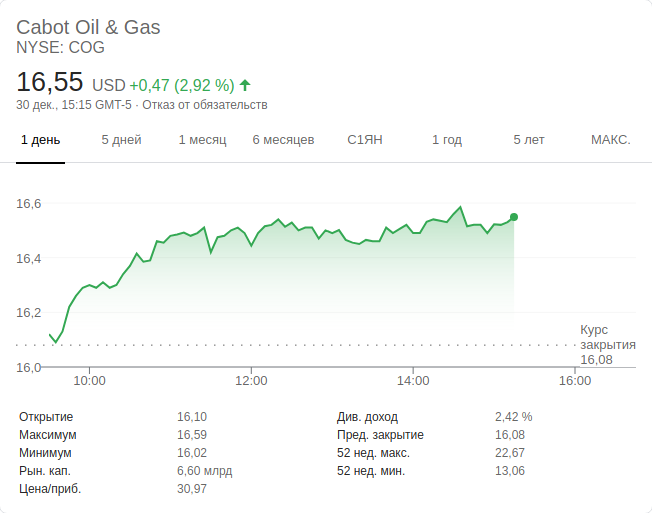 Cabot Oil & Gas
NYSE: COG
16,55 USD +0,47 (2,92 %)
30 дек., 15:15 GMT-5 · Отказ от обязательств
1 день 5 дней 1 месяц 6 месяцев С1ЯН 1 год 5 лет МАКС.
16,6
16,4
16,2
16,0
Курс
закрытия
16,08
10:00 12:00 14:00 16:00
Открытие 16,10 Див. доход 2,42 %
Максимум 16,59 Пред. закрытие 16,08
Минимум 16,02 52 нед. макс. 22,67
Рын. кап. 6,60 млрд 52 нед. мин. 13,06
Цена/приб. 30,97